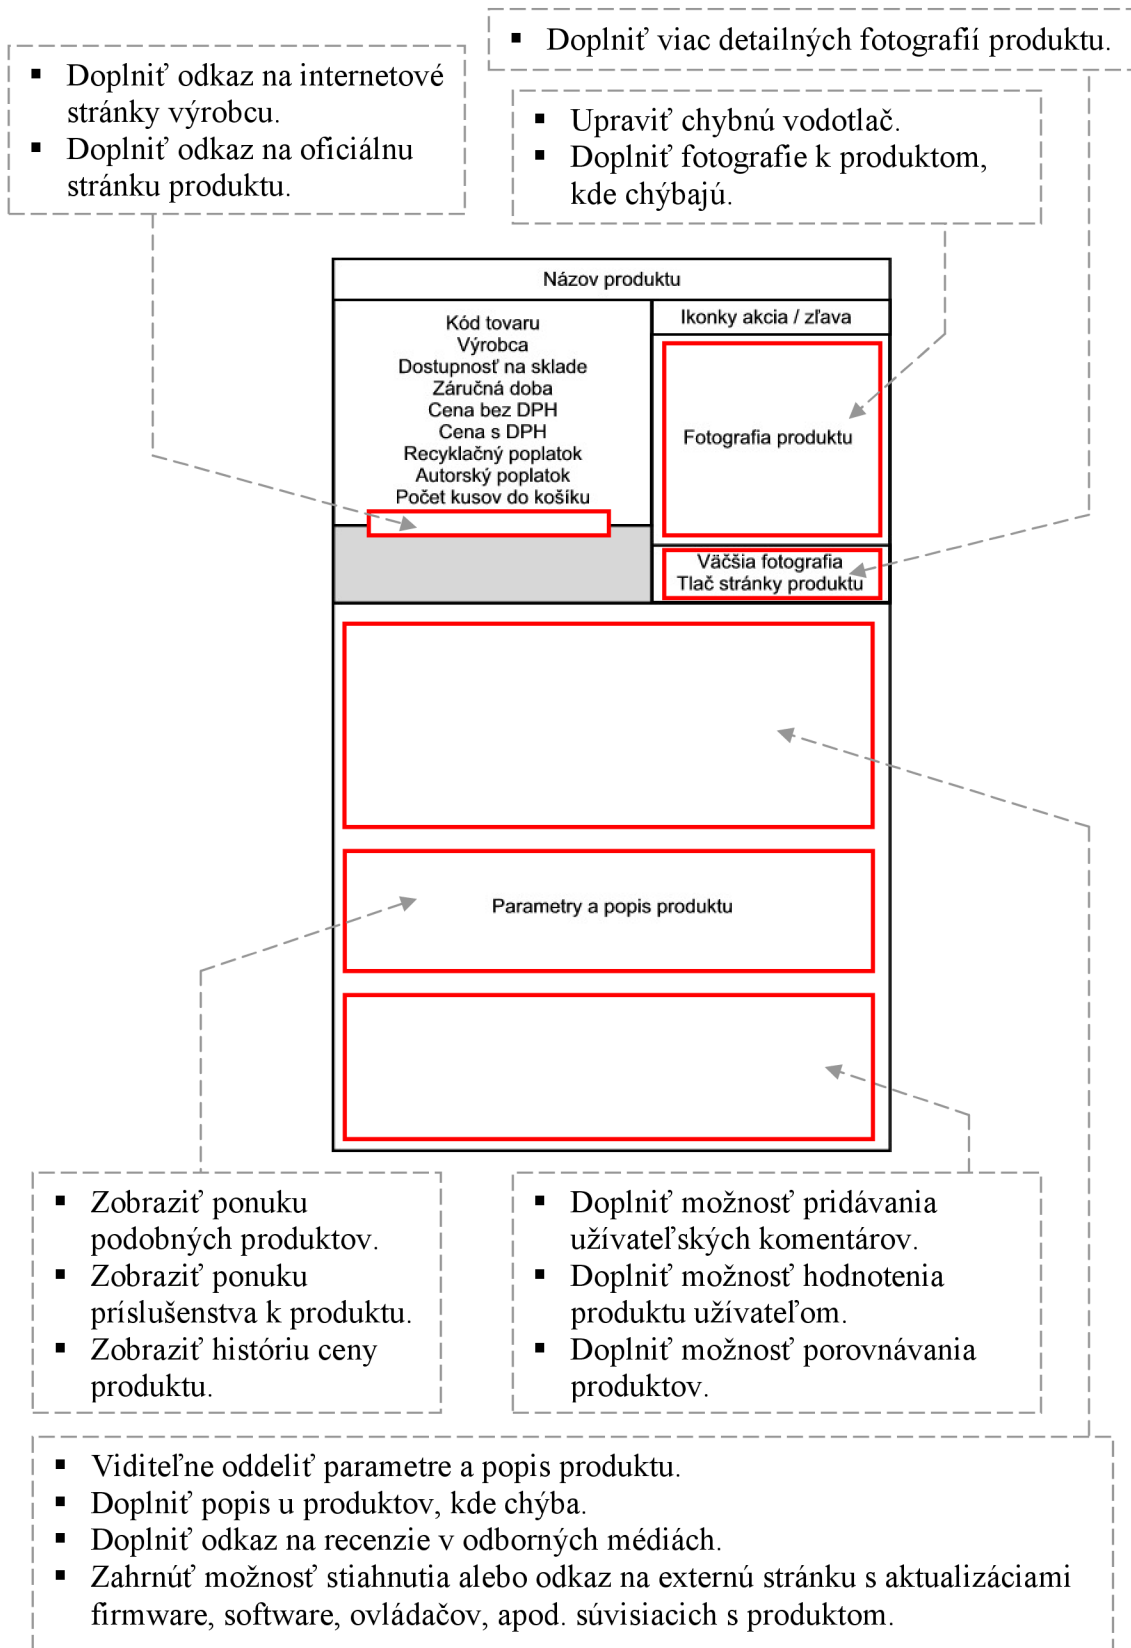 ▪ Doplniť viac detailných fotografií produktu.
▪ Doplniť odkaz na internetové
stránky výrobcu.
▪ Doplniť odkaz na oficiálnu
stránku produktu.
▪ Upraviť chybnú vodotlač.
▪ Doplniť fotografie k produktom,
kde chýbajú.
Názov produktu
Kód tovaru
Výrobca
Dostupnosť na sklade
Záručná doba
Cena bez DPH
Cena s DPH
Recyklačný poplatok
Autorský poplatok
Počet kusov do košíku
Ikonky akcia / zľava
Fotografia produktu
Väčšia fotografia
Tlač stránky produktu
Parametry a popis produktu
▪ Zobraziť ponuku
podobných produktov.
▪ Zobraziť ponuku
príslušenstva k produktu.
▪ Zobraziť históriu ceny
produktu.
▪ Doplniť možnosť pridávania
užívateľských komentárov.
▪ Doplniť možnosť hodnotenia
produktu užívateľom.
▪ Doplniť možnosť porovnávania
produktov.
▪ Viditeľne oddeliť parametre a popis produktu.
▪ Doplniť popis u produktov, kde chýba.
▪ Doplniť odkaz na recenzie v odborných médiách.
▪ Zahrnúť možnosť stiahnutia alebo odkaz na externú stránku s aktualizáciami
firmware, software, ovládačov, apod. súvisiacich s produktom.